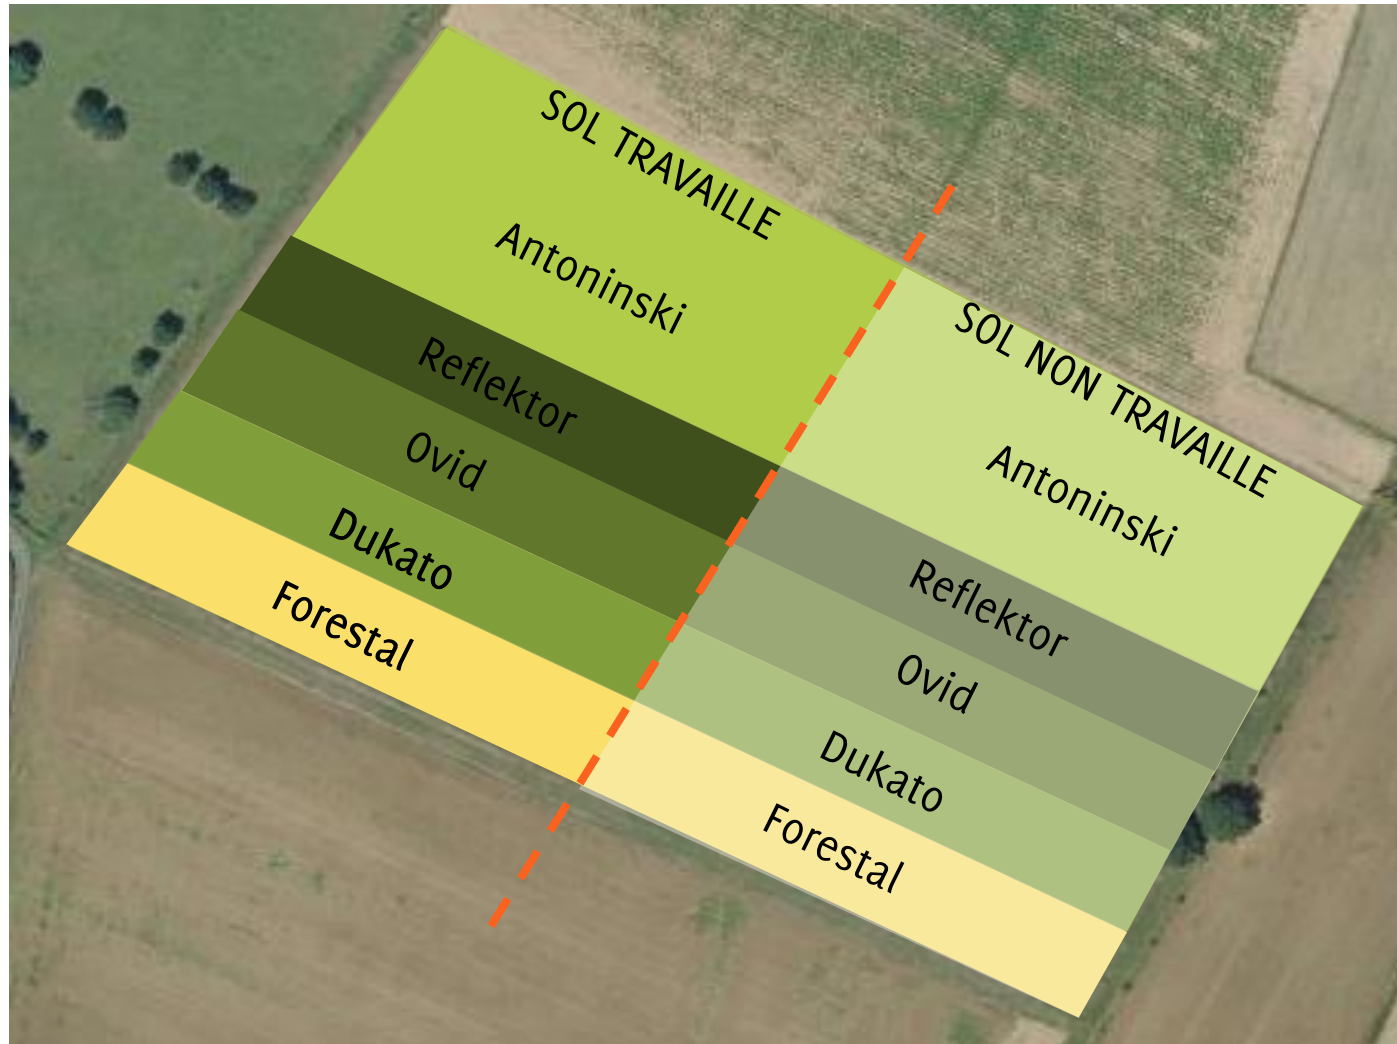 SOL TRAVAILLE
Antoninski
Reflektor
Ovid
Dukato
Forestal
SOL NON TRAVAILLE
Antoninski
Reflektor
Ovid
Dukato
Forestal